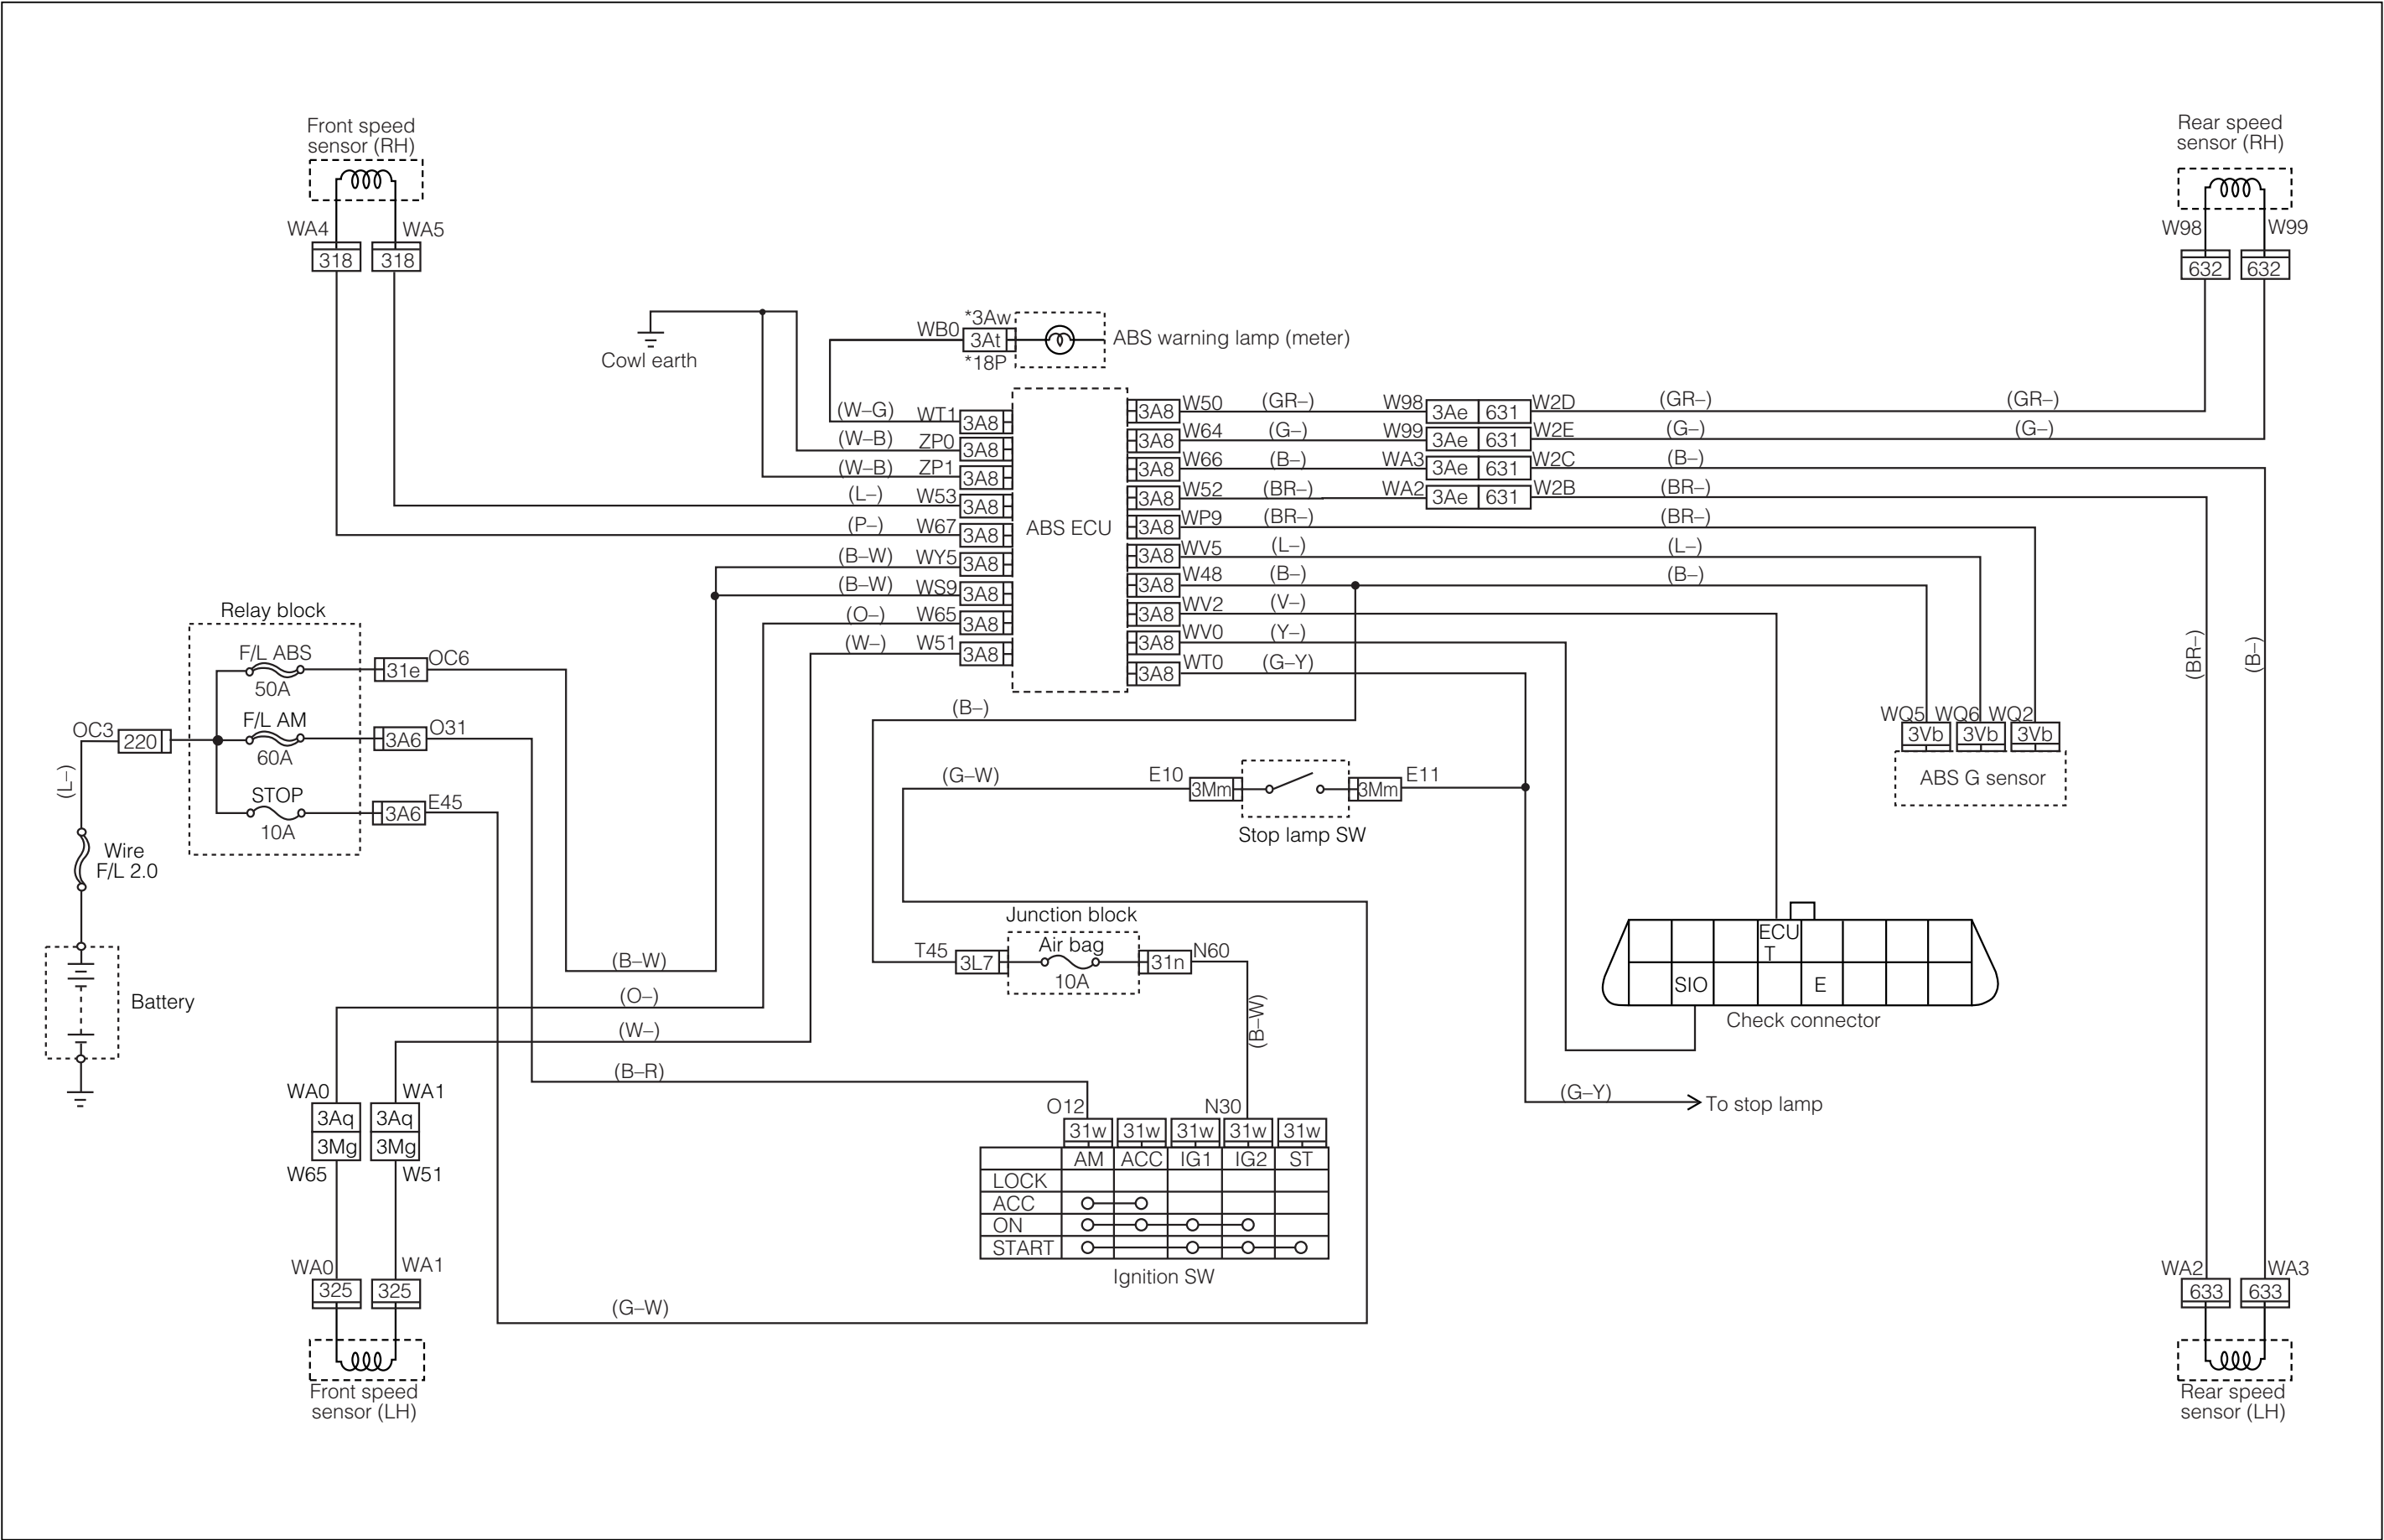 Front speed
sensor (RH)
WA4
WA5
318
318
Rear speed
sensor (RH)
W98
W99
632
632
Cowl earth
WB0
*3Aw
3At
*18P
ABS warning lamp (meter)
(W–G) WT1 3A8
(W–B) ZP0 3A8
(W–B) ZP1 3A8
(L–) W53 3A8
(P–) W67 3A8
(B–W) WY5 3A8
(B–W) WS9 3A8
(O–) W65 3A8
(W–) W51 3A8
ABS ECU
3A8 W50 (GR–) W98 3Ae 631 W2D (GR–) (GR–)
3A8 W64 (G–) W99 3Ae 631 W2E (G–) (G–)
3A8 W66 (B–) WA3 3Ae 631 W2C (B–)
3A8 W52 (BR–) WA2 3Ae 631 W2B (BR–)
3A8 WP9 (BR–) (BR–)
3A8 WV5 (L–) (L–)
3A8 W48 (B–) (B–)
3A8 WV2 (V–)
3A8 WV0 (Y–)
3A8 WT0 (G–Y)
(BR–)
(B–)
Relay block
F/L ABS
50A
31e
OC6
F/L AM
60A
3A6
O31
STOP
10A
3A6
E45
OC3
220
(L–)
Wire
F/L 2.0
Battery
(B–)
(G–W)
E10
3Mm
3Mm
E11
Stop lamp SW
WQ5 WQ6 WQ2
3Vb 3Vb 3Vb
ABS G sensor
Junction block
T45
3L7
Air bag
10A
31n
N60
(B–W)
(B–W)
(O–)
(W–)
(B–R)
ECU
T
SIO
E
Check connector
(G–Y)
To stop lamp
WA0
WA1
3Aq
3Aq
3Mg
3Mg
W65
W51
WA0
WA1
325
325
Front speed
sensor (LH)
O12
N30
31w 31w 31w 31w 31w
AM ACC IG1 IG2 ST
LOCK
ACC
ON
START
Ignition SW
(G–W)
WA2
WA3
633
633
Rear speed
sensor (LH)